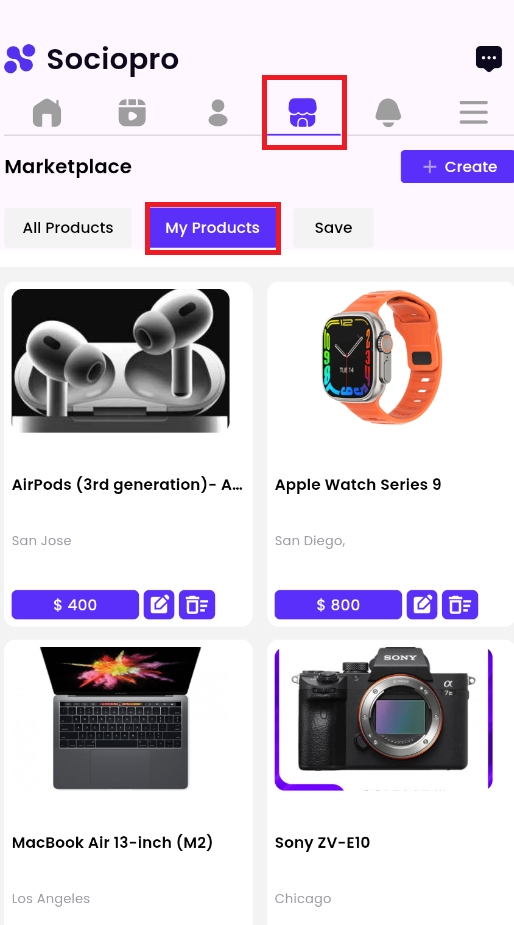 Sociopro
Marketplace
+ Create
All Products
My Products
Save
AirPods (3rd generation)- A...
Apple Watch Series 9
San Jose
San Diego,
$ 400
$ 800
SONY
α
MacBook Air 13-inch (M2)
Sony ZV-E10
Los Angeles
Chicago